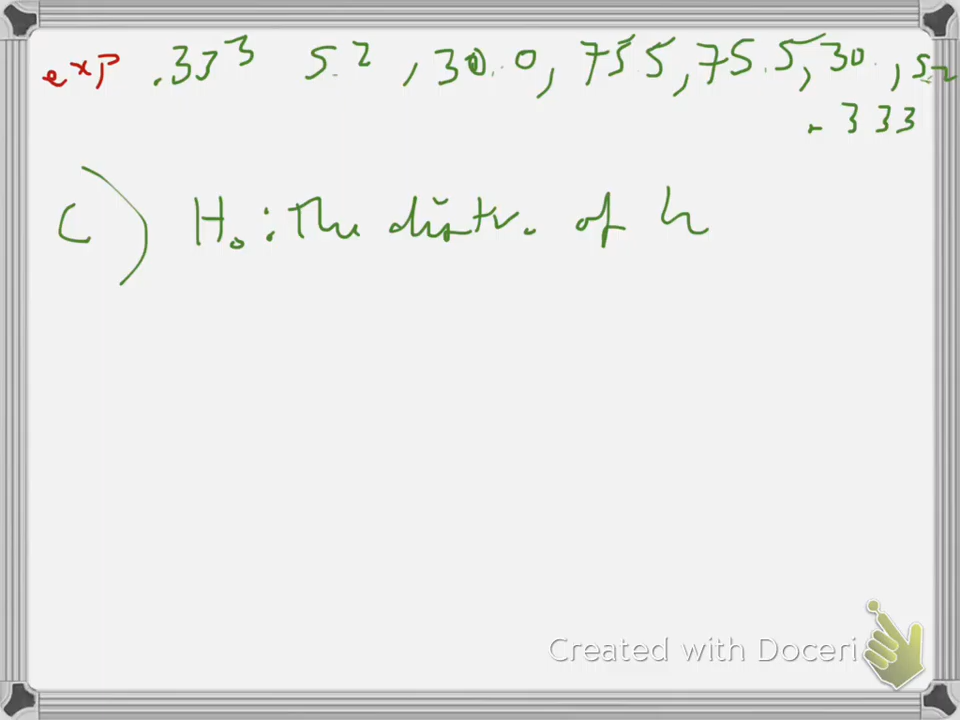 exp .333 5.2 , 30.0, 75.5, 75.5, 30. , 5.2
.333
C) H₀ : The distr. of h
Created with Doceri